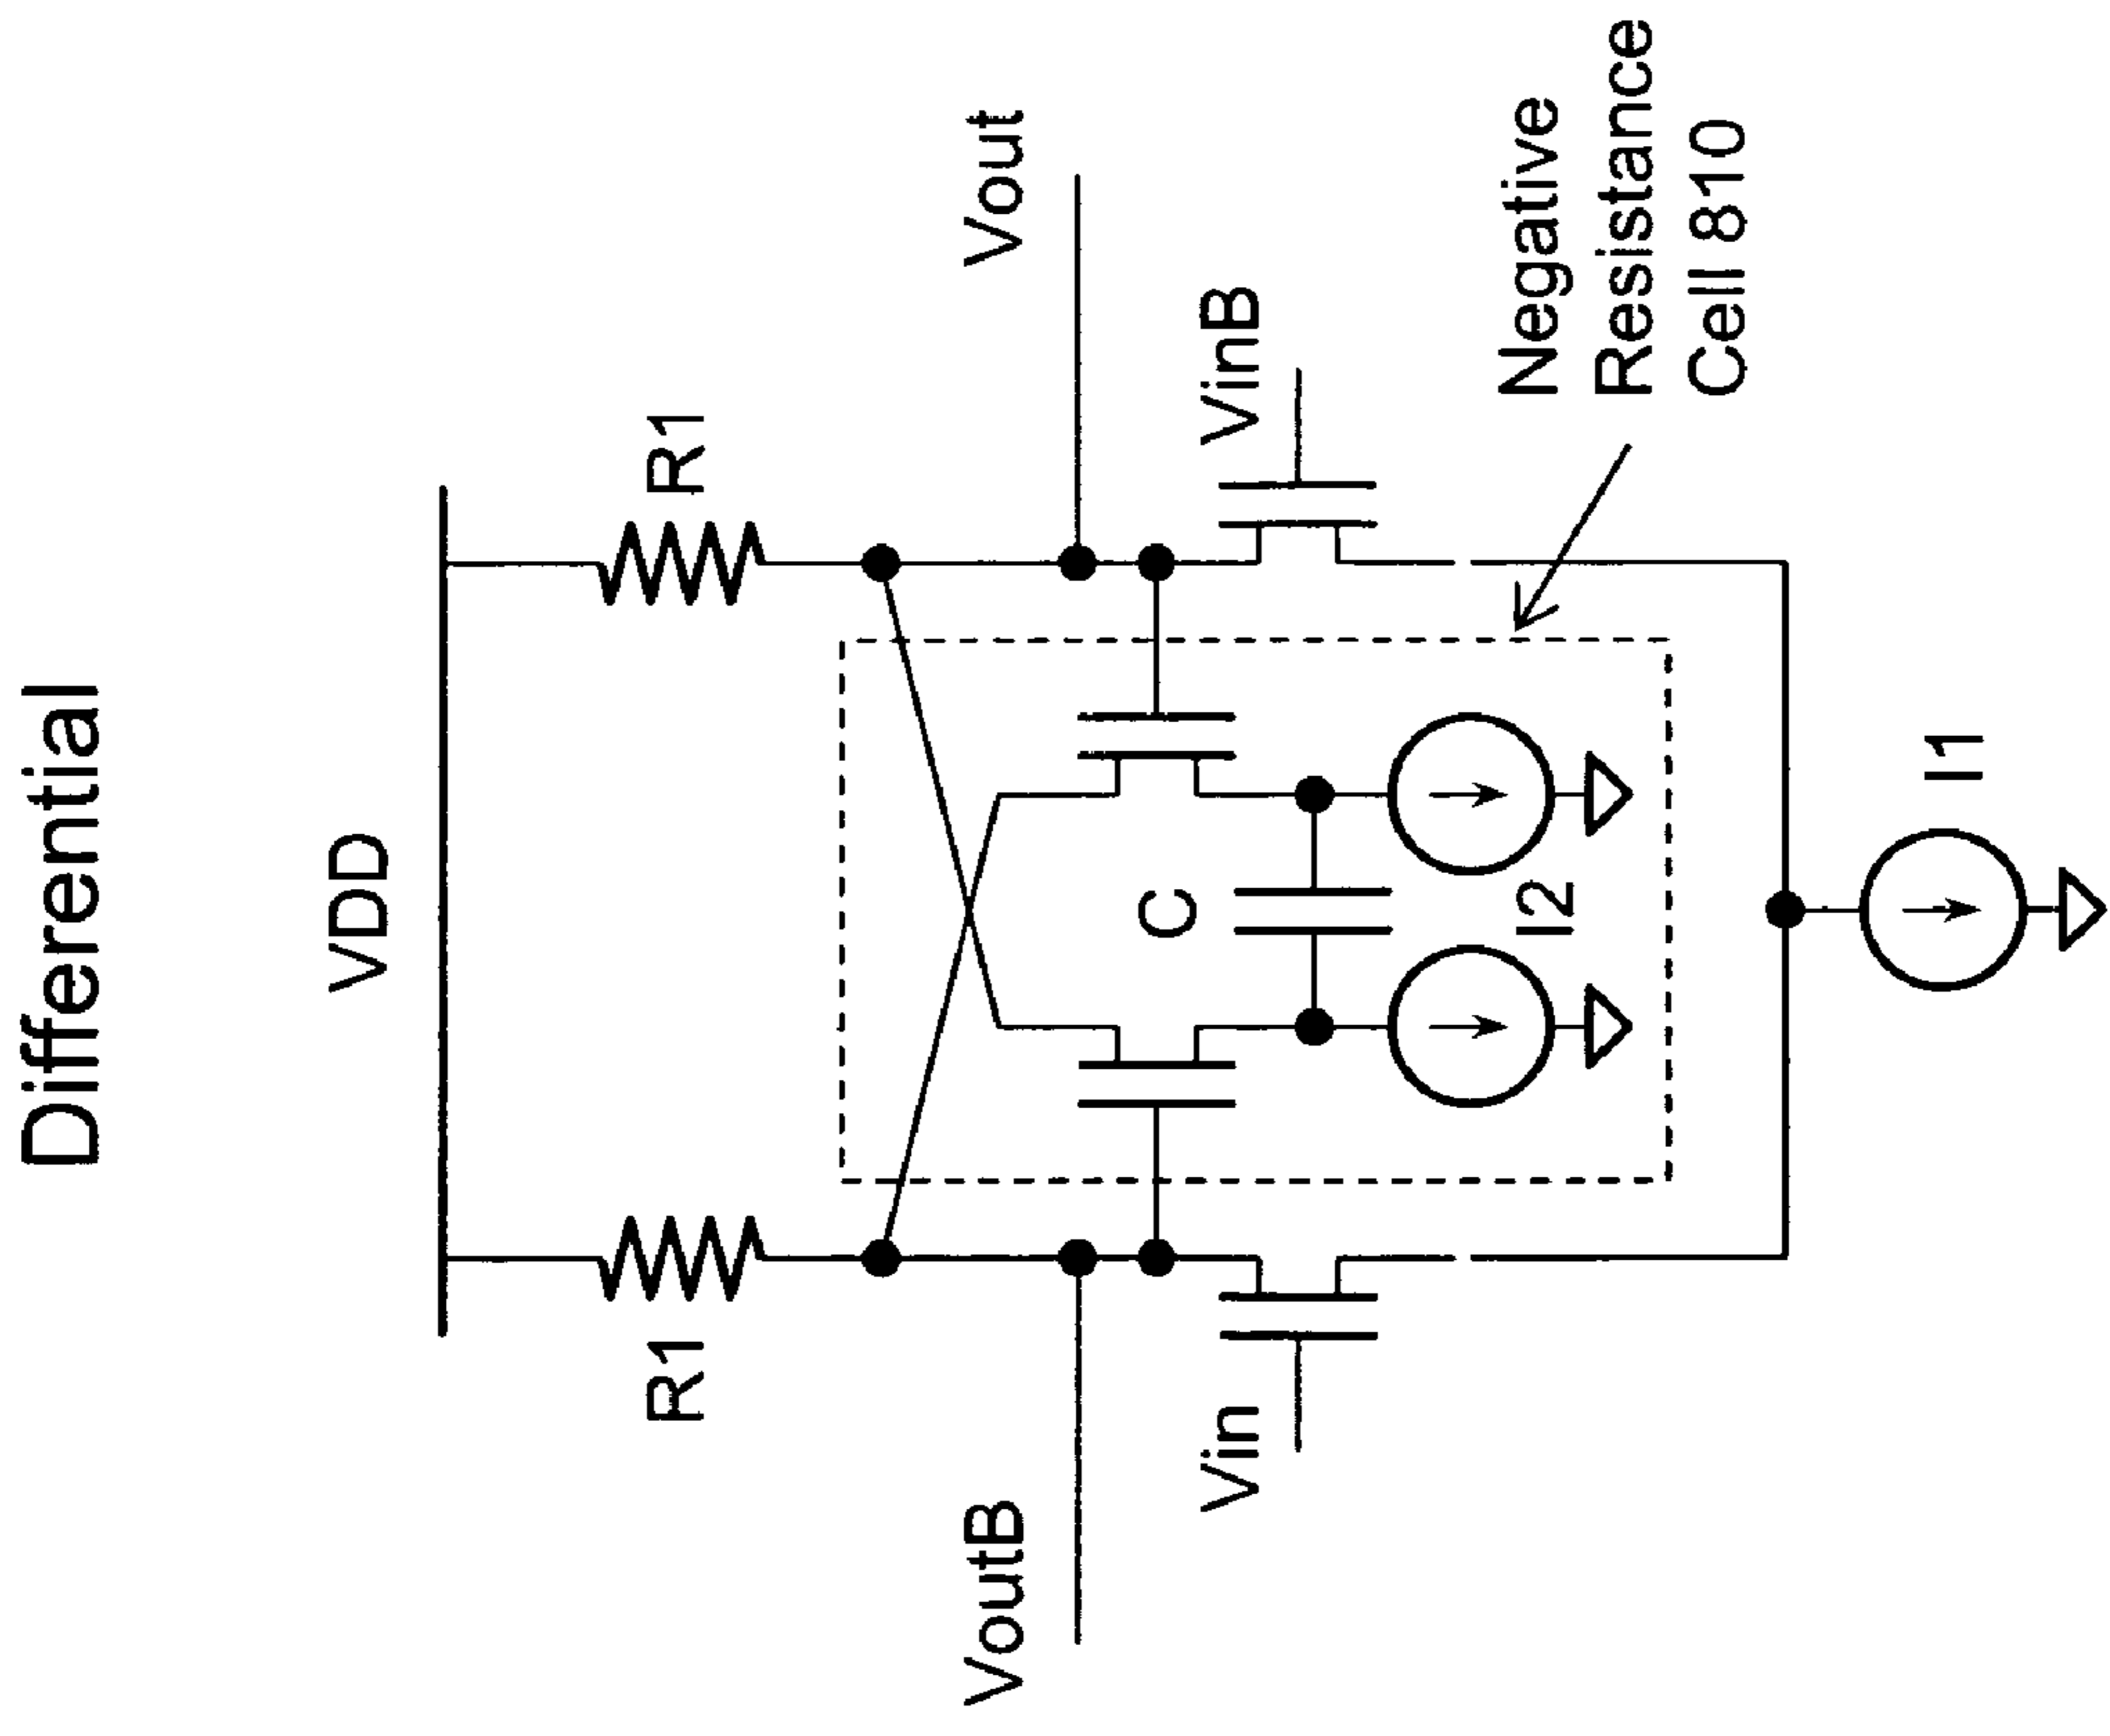 Differential
VDD
R1
R1
VoutB
Vout
Vin
VinB
C
I2
Negative
Resistance
Cell 810
I1